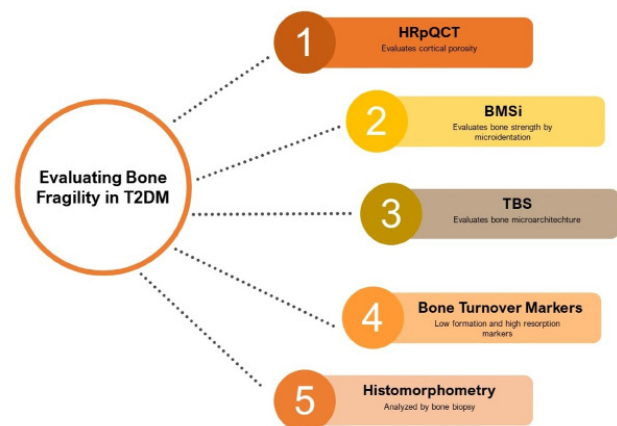 Evaluating Bone
Fragility in T2DM
1
HRpQCT
Evaluates cortical porosity
2
BMSi
Evaluates bone strength by
microidentation
3
TBS
Evaluates bone microarchitechture
4
Bone Turnover Markers
Low formation and high resorption
markers
5
Histomorphometry
Analyzed by bone biopsy